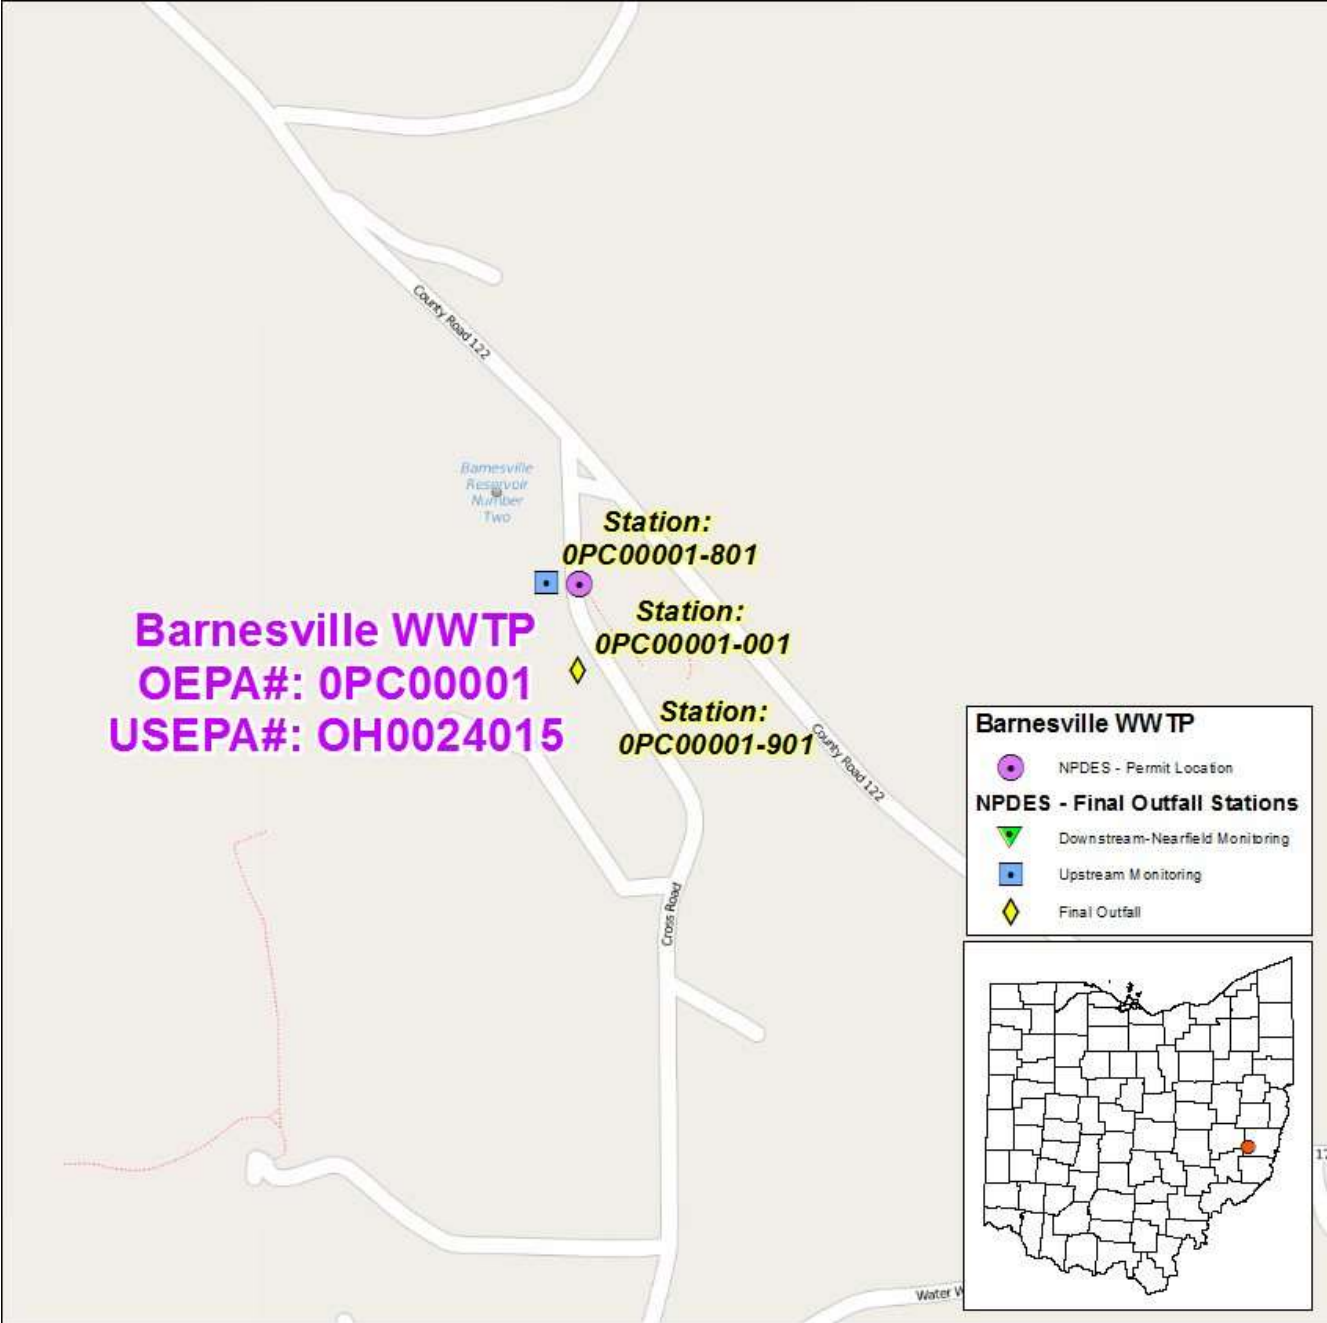 County Road 122
Barnesville
Reservoir
Number
Two
Station:
0PC00001-801
Station:
0PC00001-001
Barnesville WWTP
OEPA#: 0PC00001
USEPA#: OH0024015
Station:
0PC00001-901
County Road 122
Cross Road
Barnesville WWTP
NPDES - Permit Location
NPDES - Final Outfall Stations
Downstream-Nearfield Monitoring
Upstream Monitoring
Final Outfall
Water W